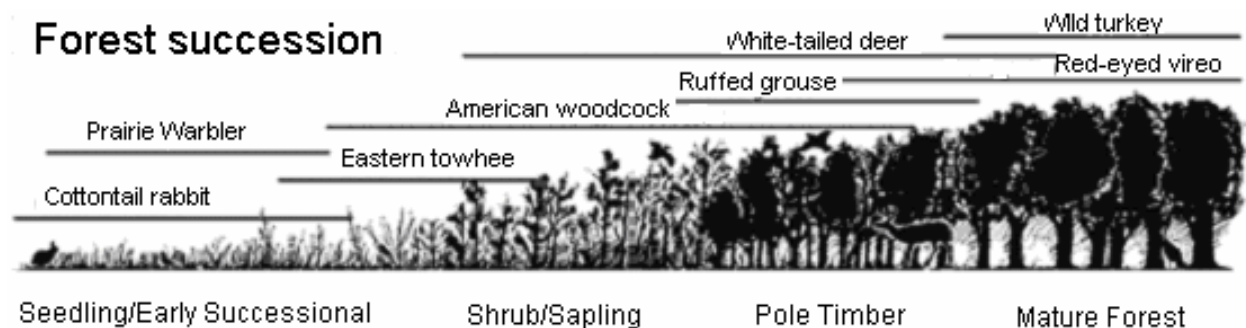 Forest succession
Wild turkey
White-tailed deer
Red-eyed vireo
Ruffed grouse
American woodcock
Prairie Warbler
Eastern towhee
Cottontail rabbit
Seedling/Early Successional
Shrub/Sapling
Pole Timber
Mature Forest